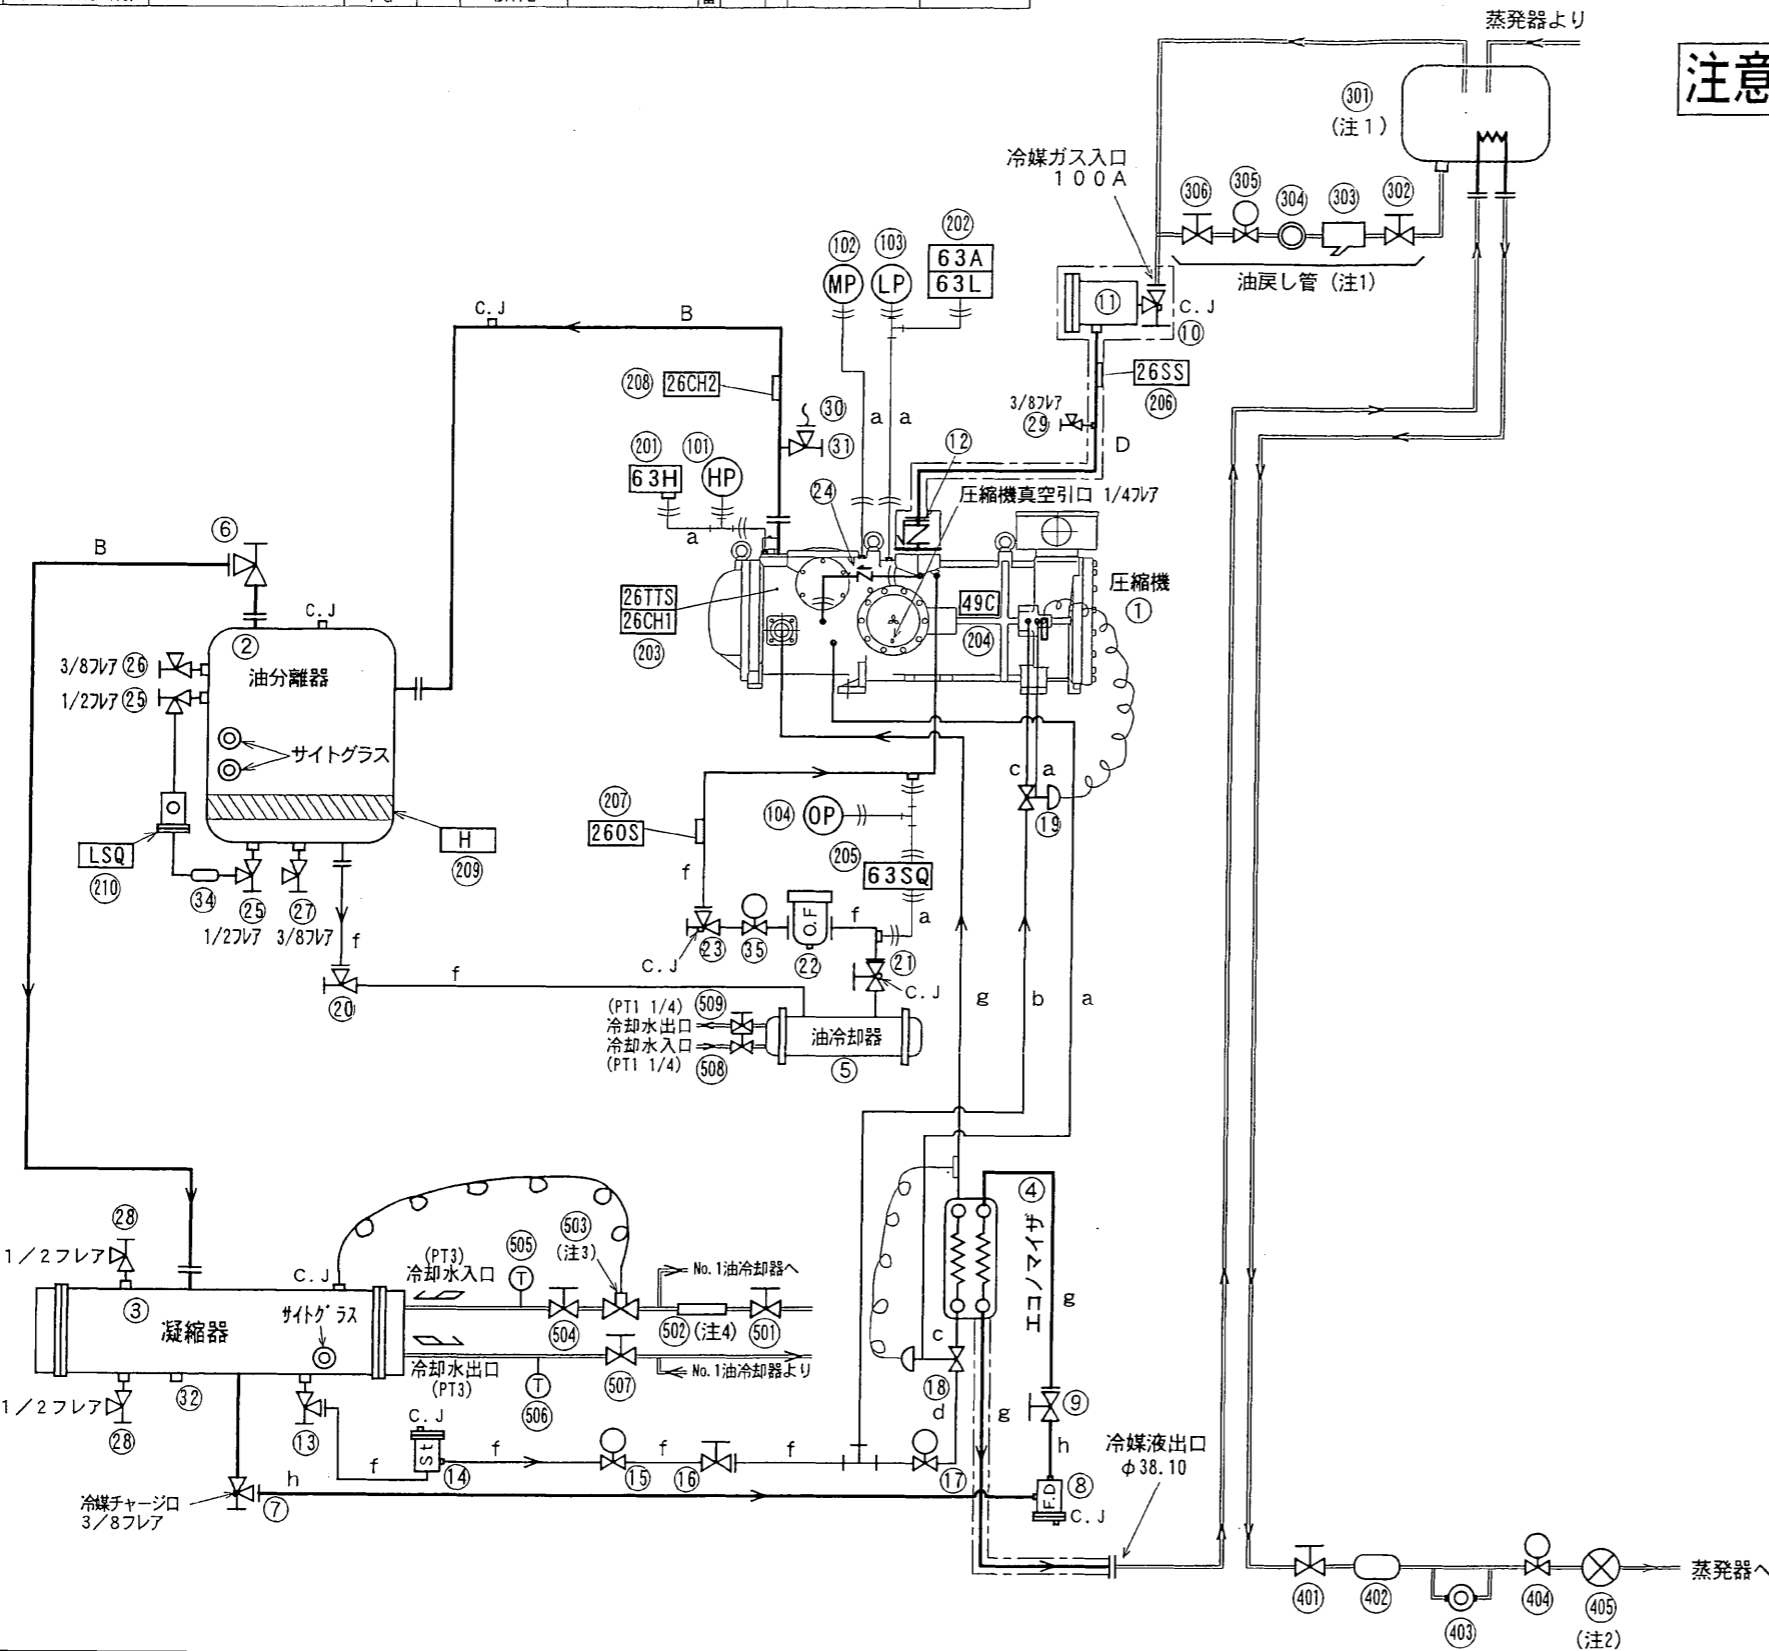 蒸発器より
注意
301
(注1)
冷媒ガス入口
100A
306
305
304
303
302
油戻し管 (注1)
202
63A
63L
102
MP
103
LP
11
C.J
10
C.J
B
208
26CH2
30
31
26SS
206
3/8フレア
29
D
a
a
201
63H
101
HP
24
12
圧縮機真空引口 1/4フレア
a
6
B
26TTS
26CH1
203
49C
204
圧縮機
1
C.J
2
油分離器
3/8フレア
26
1/2フレア
25
サイトグラス
c
a
19
207
26OS
104
OP
205
63SQ
LSQ
210
H
209
34
25
1/2フレア
27
3/8フレア
f
f
f
a
O.F
23
35
22
21
C.J
C.J
20
f
g
b
a
(PT1 1/4)
509
冷却水出口
冷却水入口
(PT1 1/4)
508
油冷却器
5
28
1/2フレア
C.J
(PT3)
冷却水入口
505
T
503
(注3)
No.1油冷却器へ
4
エコノマイザ
g
3
凝縮器
サイトグラス
504
502
(注4)
501
冷却水出口
(PT3)
T
506
507
No.1油冷却器より
c
18
d
g
9
h
1/2フレア
28
32
13
C.J
St
14
f
f
15
f
16
f
17
8
F.D
C.J
冷媒液出口
φ38.10
冷媒チャージ口
3/8フレア
7
h
401
402
403
404
405
(注2)
蒸発器へ